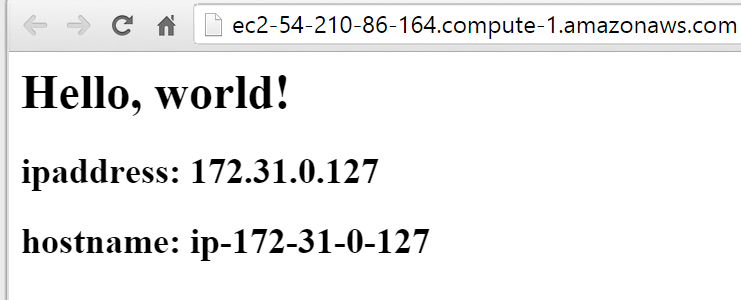 ec2-54-210-86-164.compute-1.amazonaws.com
Hello, world!
ipaddress: 172.31.0.127
hostname: ip-172-31-0-127